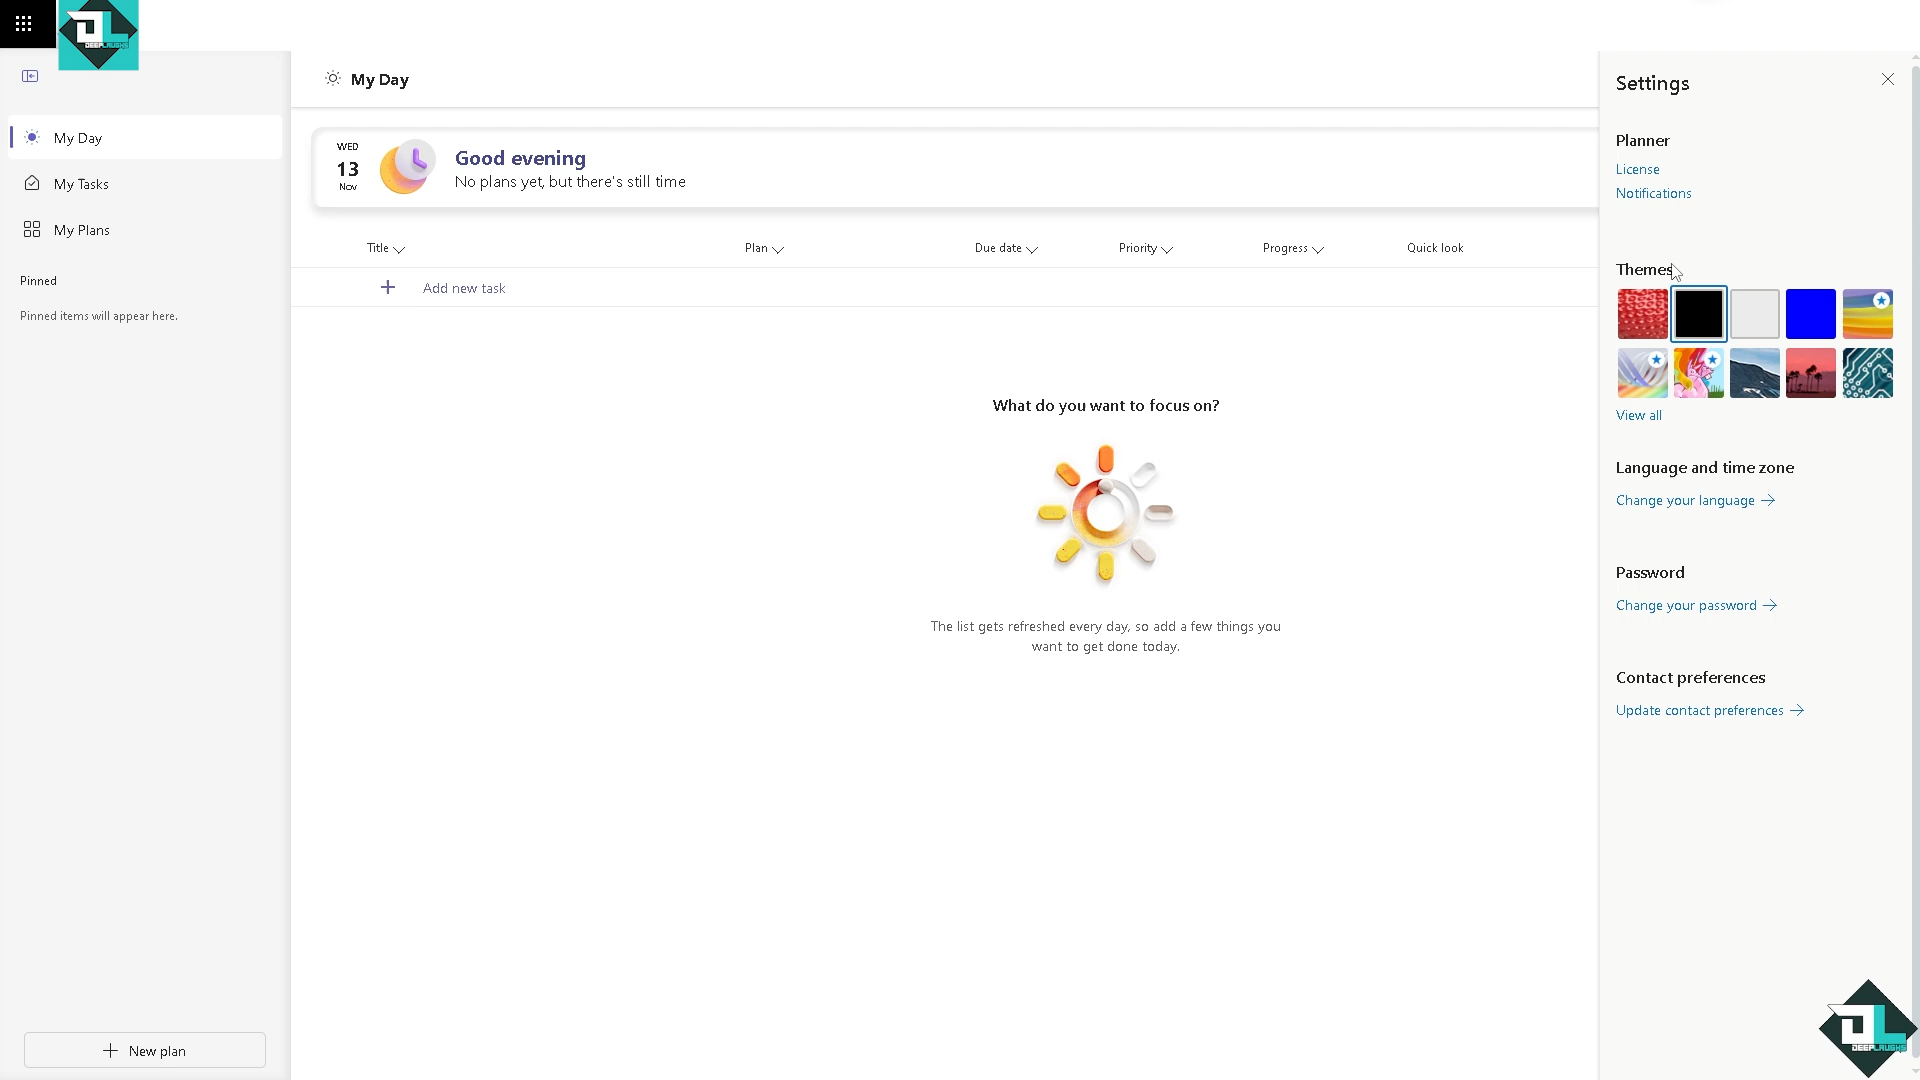 DEEPLAUGHS
My Day
My Tasks
My Plans
Pinned
Pinned items will appear here.
New plan
My Day
WED
13
Nov
Good evening
No plans yet, but there's still time
Title Plan Due date Priority Progress Quick look
Add new task
What do you want to focus on?
The list gets refreshed every day, so add a few things you
want to get done today.
Settings
Planner
License
Notifications
Themes
View all
Language and time zone
Change your language
Password
Change your password
Contact preferences
Update contact preferences
DEEPLAUGHS